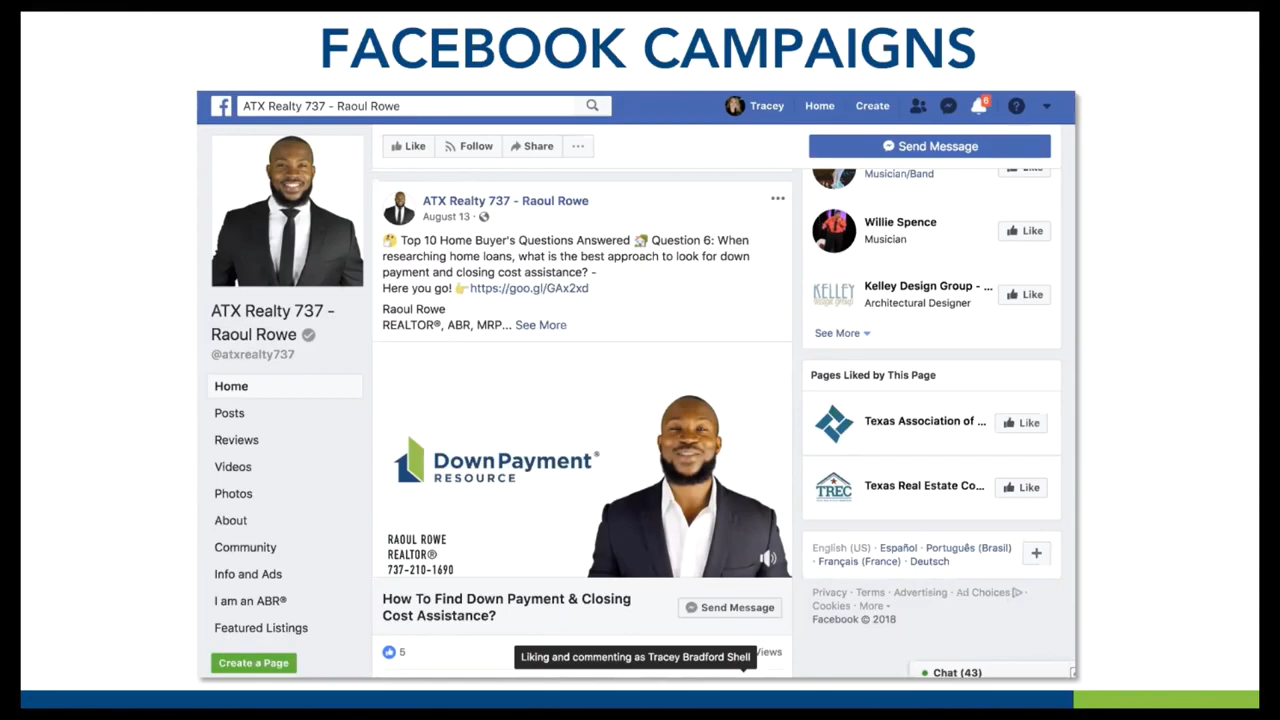 FACEBOOK CAMPAIGNS
ATX Realty 737 - Raoul Rowe
Tracey
Home
Create
6
?
ATX Realty 737 -
Raoul Rowe
@atxrealty737
Home
Posts
Reviews
Videos
Photos
About
Community
Info and Ads
I am an ABR®
Featured Listings
Create a Page
Like
Follow
Share
...
ATX Realty 737 - Raoul Rowe
August 13 ·
🤔 Top 10 Home Buyer's Questions Answered 🏡 Question 6: When
researching home loans, what is the best approach to look for down
payment and closing cost assistance? -
Here you go! 👉https://goo.gl/GAx2xd
Raoul Rowe
REALTOR®, ABR, MRP... See More
DownPayment®
RESOURCE
RAOUL ROWE
REALTOR®
737-210-1690
How To Find Down Payment & Closing
Cost Assistance?
Send Message
5
Liking and commenting as Tracey Bradford Shell
Views
Send Message
Musician/Band
Like
Willie Spence
Musician
Like
KELLEY
design group
Kelley Design Group - ...
Architectural Designer
Like
See More
Pages Liked by This Page
Texas Association of ...
Like
TREC
Texas Real Estate Co...
Like
English (US) · Español · Português (Brasil)
· Français (France) · Deutsch
+
Privacy · Terms · Advertising · Ad Choices ·
Cookies · More
Facebook © 2018
Chat (43)